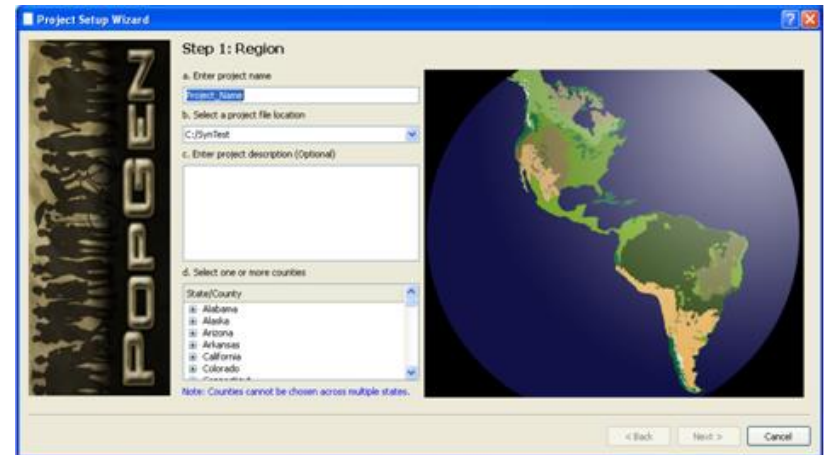 Project Setup Wizard
POPGEN
Step 1: Region
a. Enter project name
Project_Name
b. Select a project file location
C:/SynTest
c. Enter project description (Optional)
d. Select one or more counties
State/County
Alabama
Alaska
Arizona
Arkansas
California
Colorado
Connecticut
Note: Counties cannot be chosen across multiple states.
< Back
Next >
Cancel